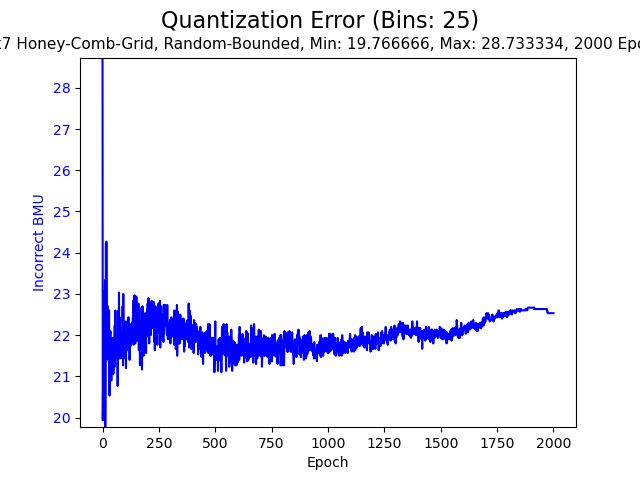 Quantization Error (Bins: 25)
7 Honey-Comb-Grid, Random-Bounded, Min: 19.766666, Max: 28.733334, 2000
28
27
26
25
24
23
22
21
20
Incorrect BMU
0 250 500 750 1000 1250 1500 1750 2000
Epoch